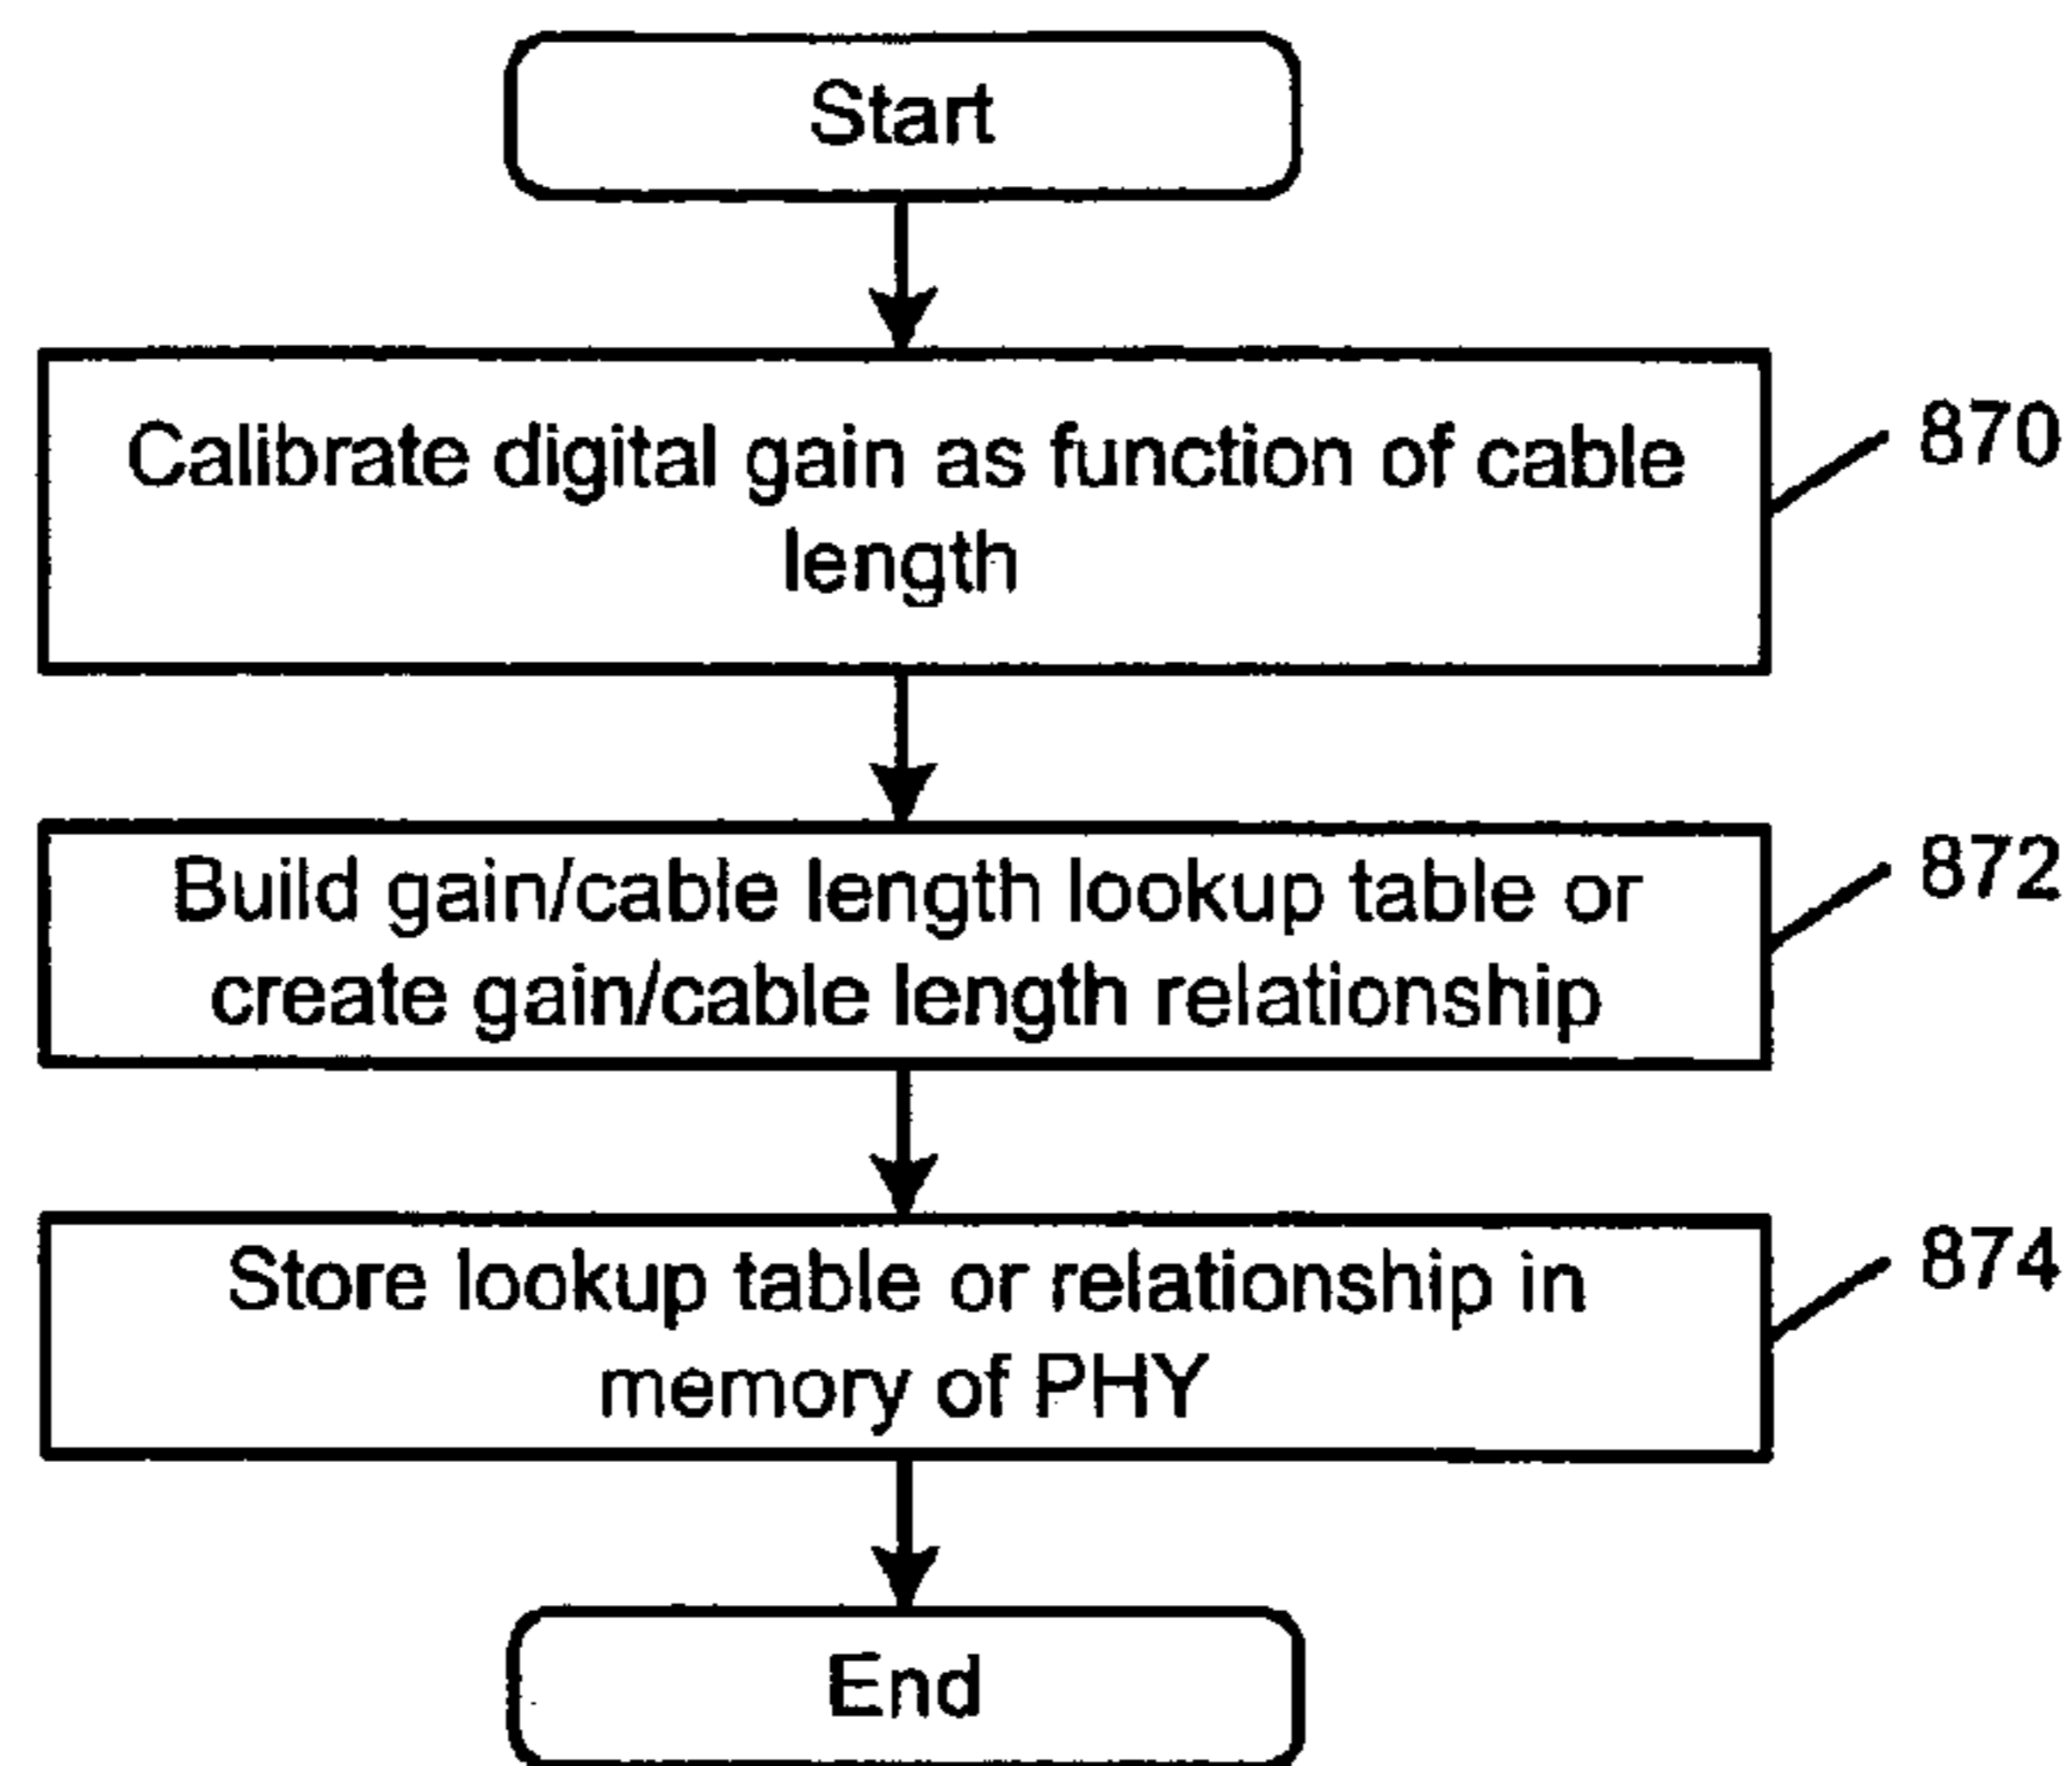 Start
Calibrate digital gain as function of cable
length
870
Build gain/cable length lookup table or
create gain/cable length relationship
872
Store lookup table or relationship in
memory of PHY
874
End